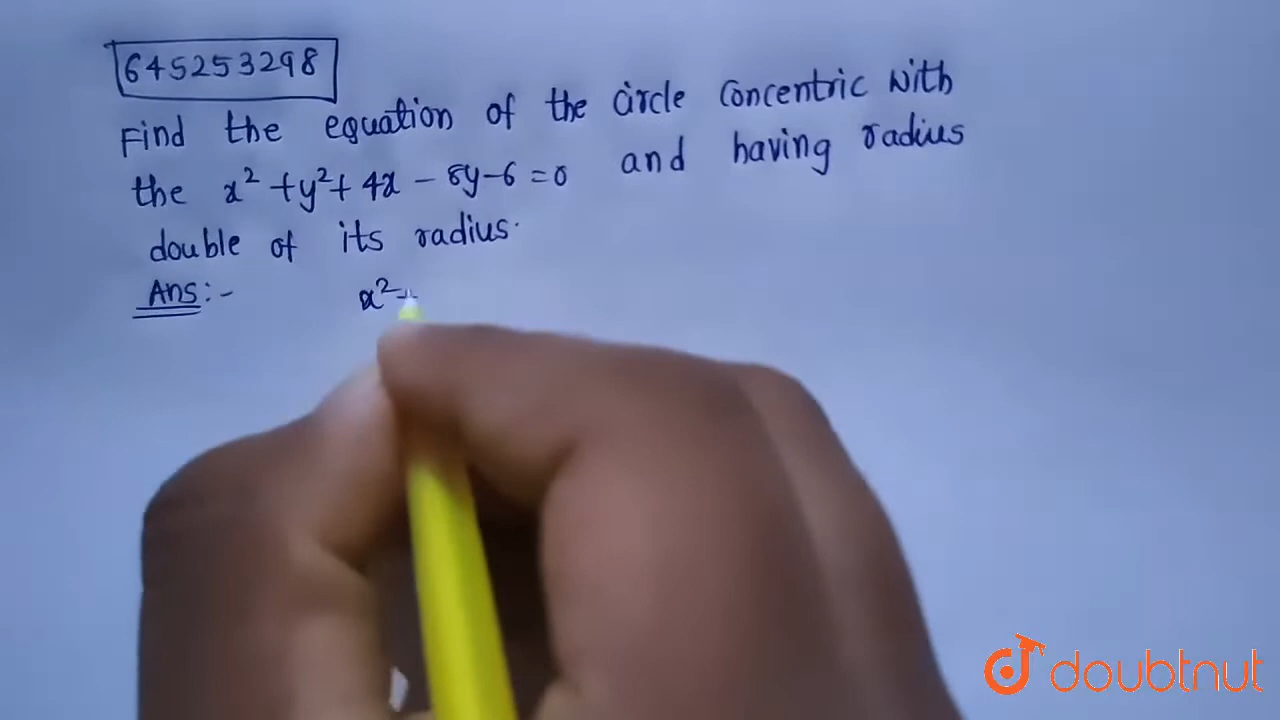 645253298
Find the equation of the circle concentric with
the x² + y² + 4x - 8y - 6 = 0 and having radius
double of its radius.
Ans:- x² +
doubtnut